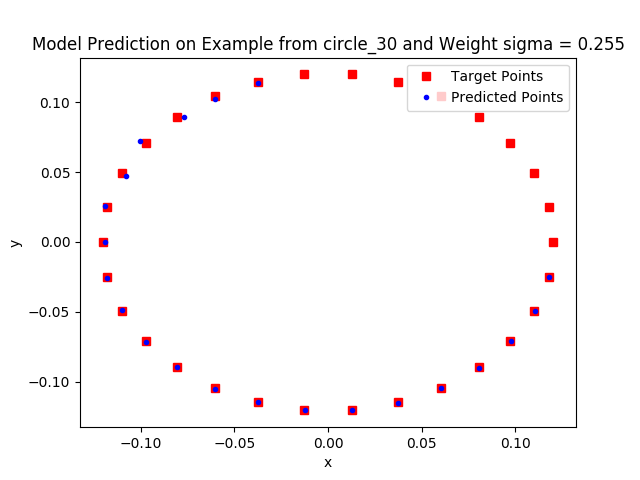 Model Prediction on Example from circle_30 and Weight sigma = 0.255
Target Points
Predicted Points
0.10
0.05
0.00
−0.05
−0.10
y
−0.10
−0.05
0.00
0.05
0.10
x